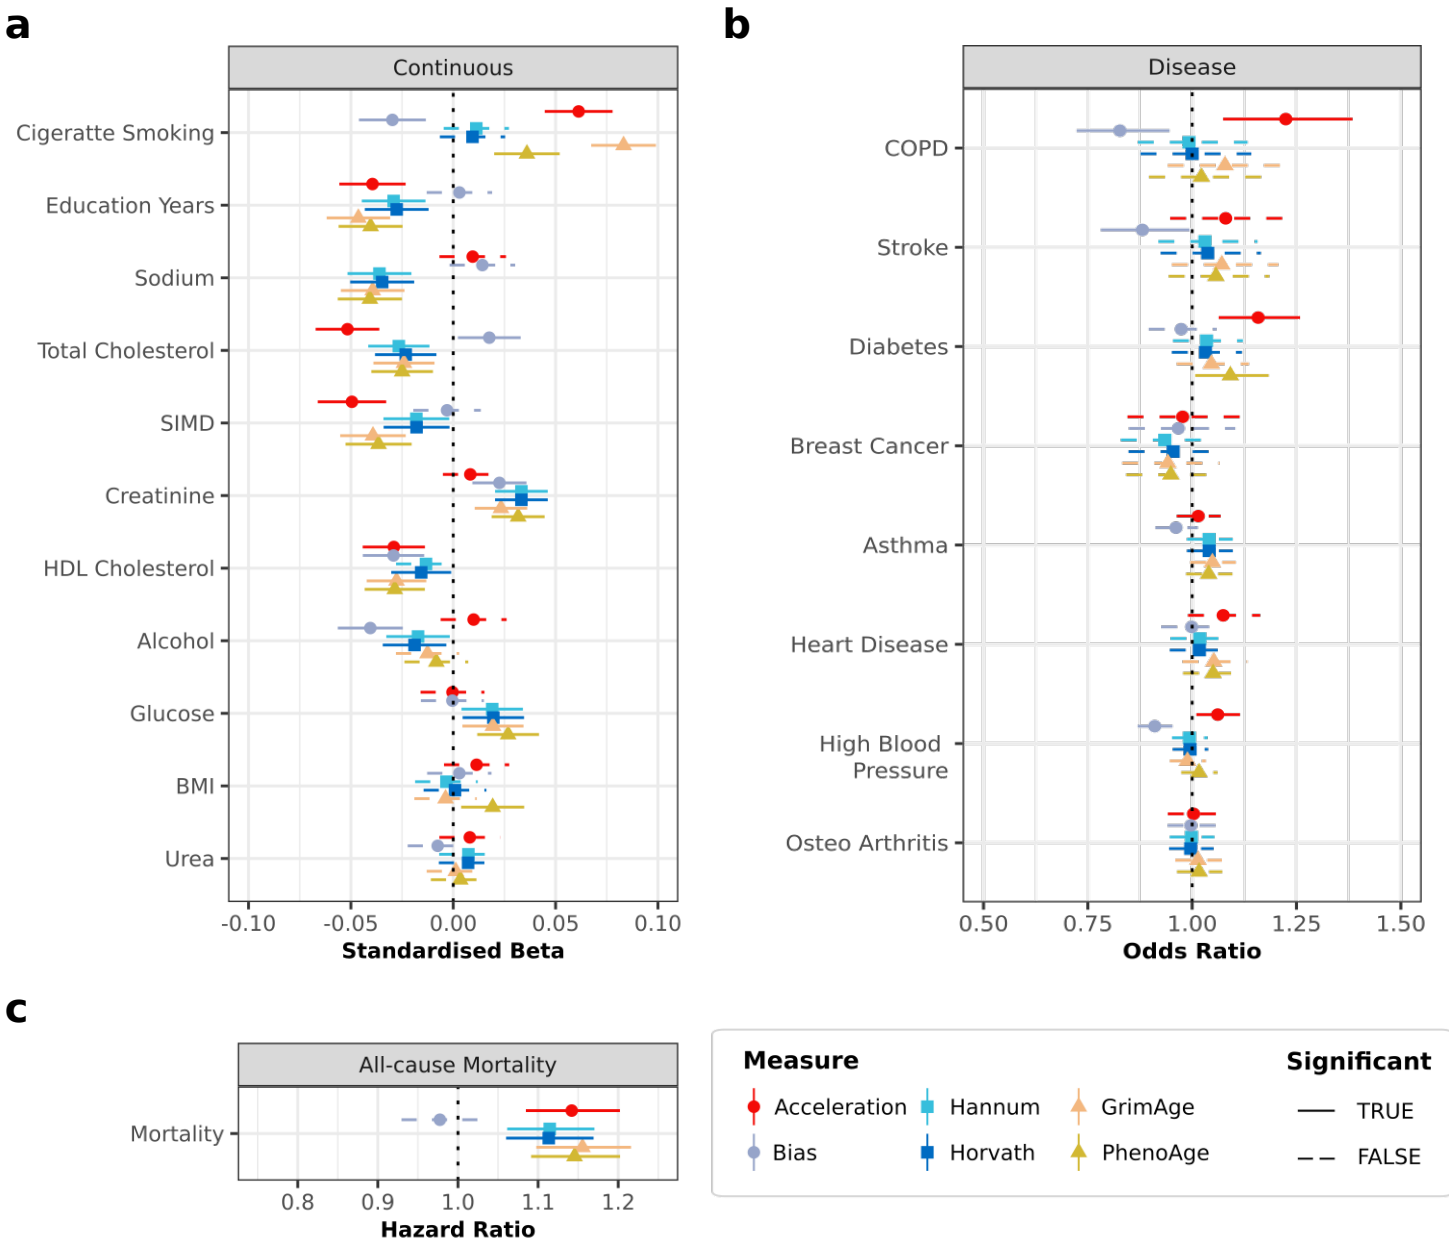 a
Continuous
Cigeratte Smoking
Education Years
Sodium
Total Cholesterol
SIMD
Creatinine
HDL Cholesterol
Alcohol
Glucose
BMI
Urea
-0.10 -0.05 0.00 0.05 0.10
Standardised Beta
b
Disease
COPD
Stroke
Diabetes
Breast Cancer
Asthma
Heart Disease
High Blood
Pressure
Osteo Arthritis
0.50 0.75 1.00 1.25 1.50
Odds Ratio
c
All-cause Mortality
Mortality
0.8 0.9 1.0 1.1 1.2
Hazard Ratio
Measure Significant
Acceleration Hannum GrimAge TRUE
Bias Horvath PhenoAge FALSE